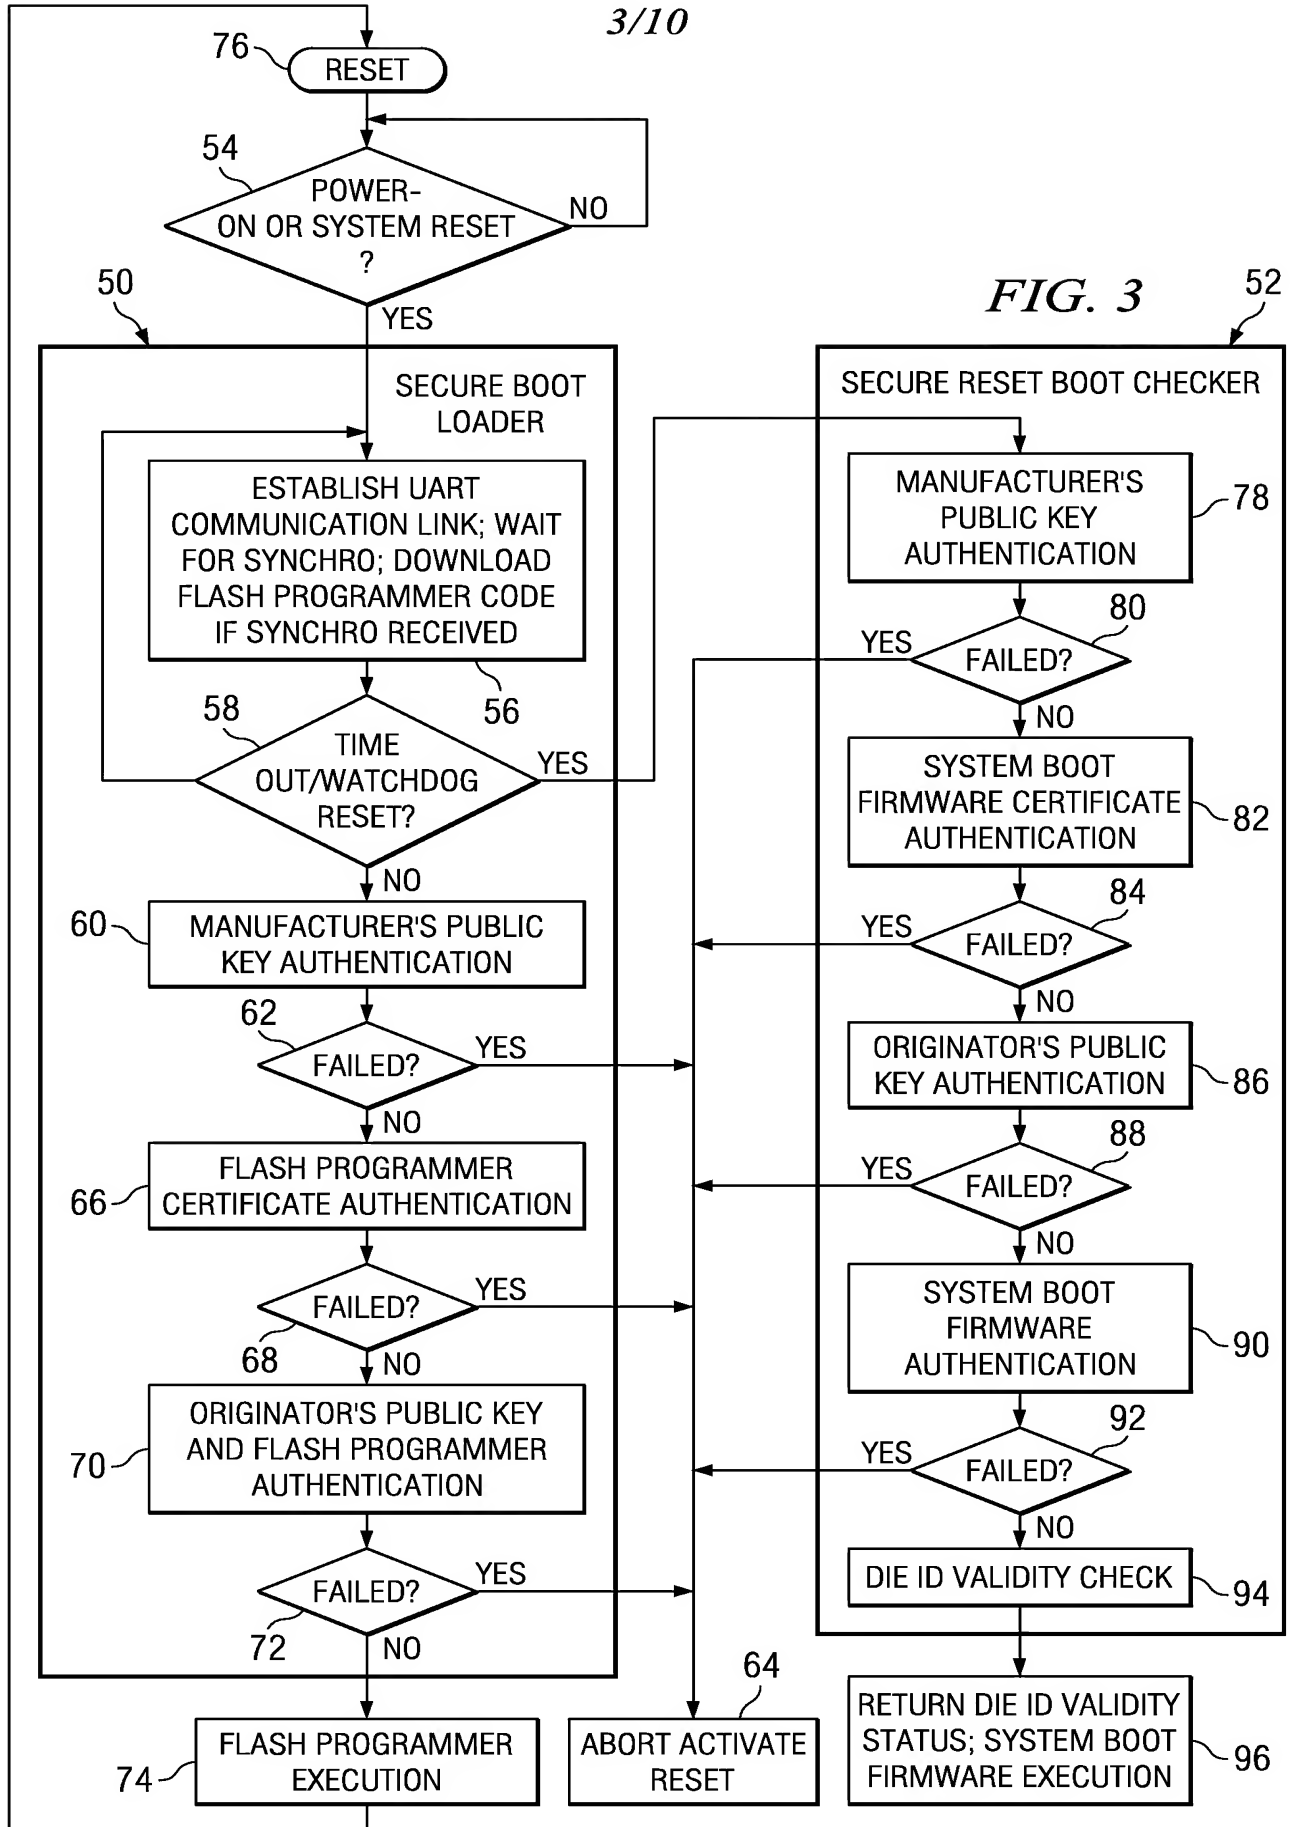 3/10
76
RESET
54
POWER-
ON OR SYSTEM RESET
?
NO
YES
FIG. 3
50
SECURE BOOT
LOADER
ESTABLISH UART
COMMUNICATION LINK; WAIT
FOR SYNCHRO; DOWNLOAD
FLASH PROGRAMMER CODE
IF SYNCHRO RECEIVED
56
58
TIME
OUT/WATCHDOG
RESET?
YES
NO
60
MANUFACTURER'S PUBLIC
KEY AUTHENTICATION
62
FAILED?
YES
NO
66
FLASH PROGRAMMER
CERTIFICATE AUTHENTICATION
FAILED?
YES
68
NO
70
ORIGINATOR'S PUBLIC KEY
AND FLASH PROGRAMMER
AUTHENTICATION
FAILED?
YES
72
NO
74
FLASH PROGRAMMER
EXECUTION
64
ABORT ACTIVATE
RESET
52
SECURE RESET BOOT CHECKER
MANUFACTURER'S
PUBLIC KEY
AUTHENTICATION
78
80
YES
FAILED?
NO
SYSTEM BOOT
FIRMWARE CERTIFICATE
AUTHENTICATION
82
84
YES
FAILED?
NO
ORIGINATOR'S PUBLIC
KEY AUTHENTICATION
86
88
YES
FAILED?
NO
SYSTEM BOOT
FIRMWARE
AUTHENTICATION
90
92
YES
FAILED?
NO
DIE ID VALIDITY CHECK
94
RETURN DIE ID VALIDITY
STATUS; SYSTEM BOOT
FIRMWARE EXECUTION
96